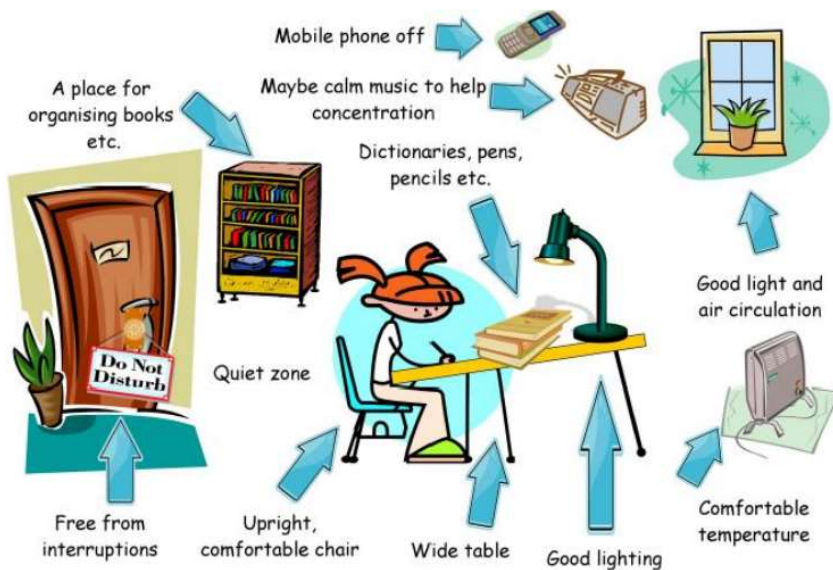 Mobile phone off
A place for
organising books
etc.
Maybe calm music to help
concentration
Dictionaries, pens,
pencils etc.
Good light and
air circulation
Do Not
Disturb
Quiet zone
Free from
interruptions
Upright,
comfortable chair
Wide table
Good lighting
Comfortable
temperature